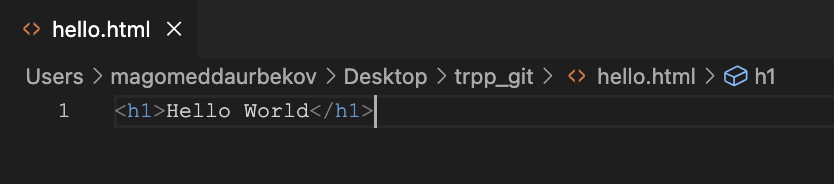 hello.html
Users > magomeddaurbekov > Desktop > trpp_git > hello.html > h1
1 <h1>Hello World</h1>